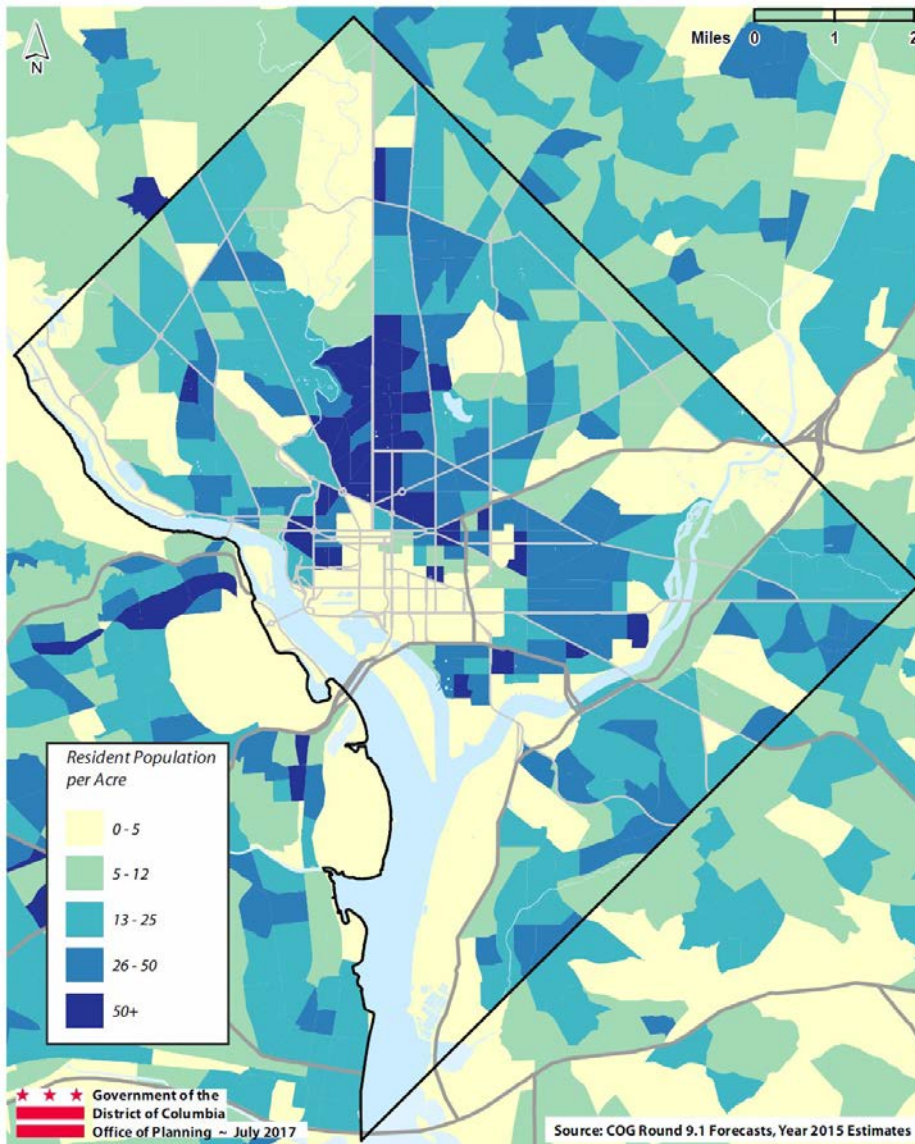 Miles 0 1 2
N
Resident Population
per Acre
0 - 5
5 - 12
13 - 25
26 - 50
50+
Government of the
District of Columbia
Office of Planning ~ July 2017
Source: COG Round 9.1 Forecasts, Year 2015 Estimates